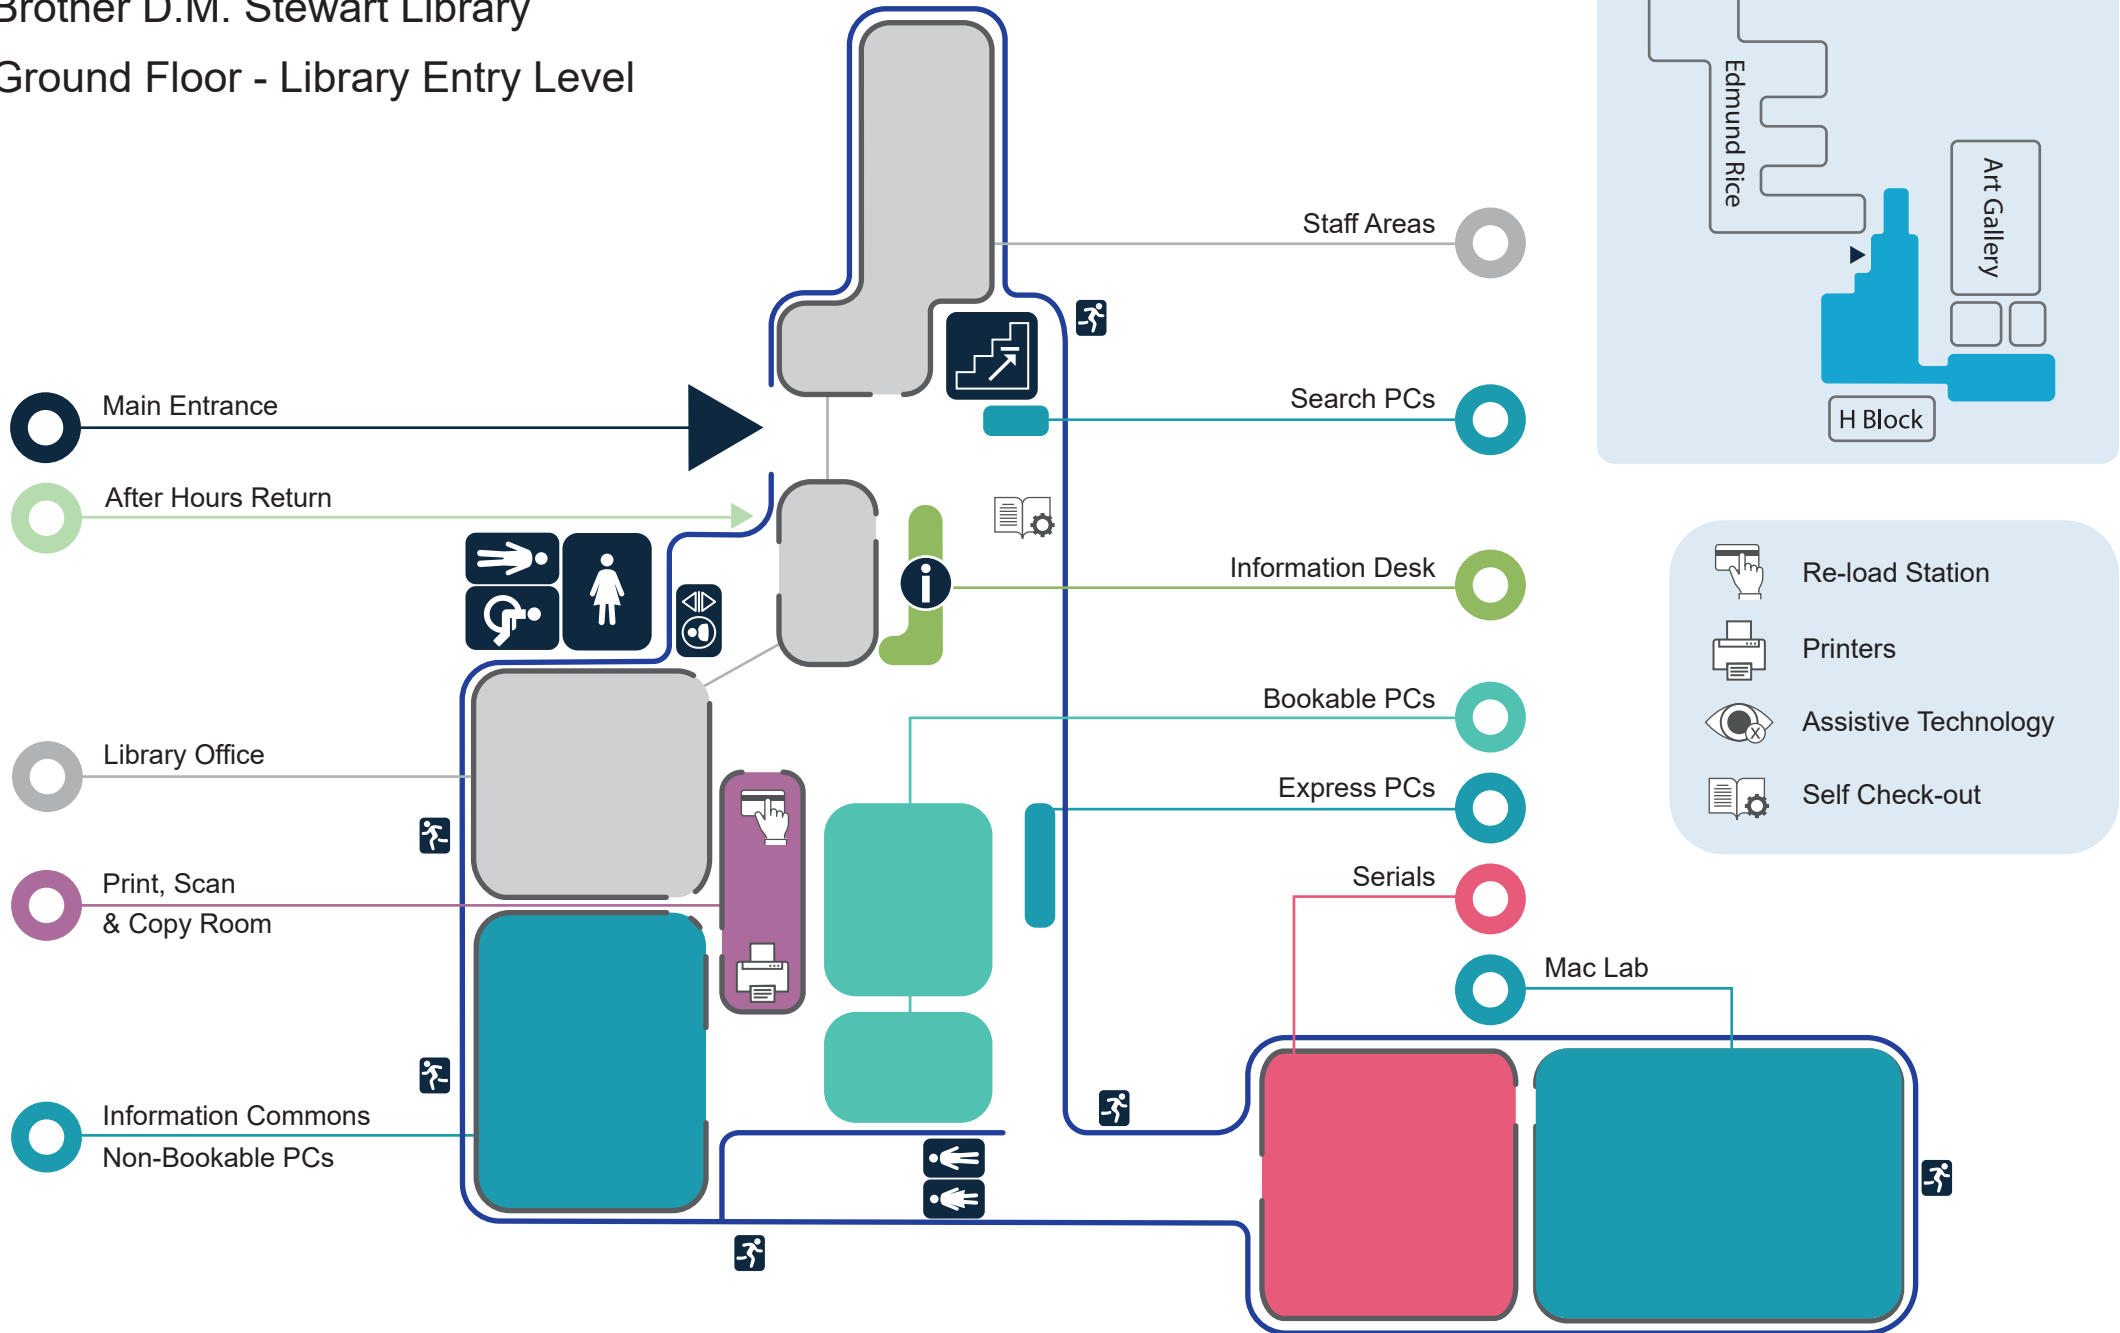 Brother D.M. Stewart Library
Ground Floor - Library Entry Level
Edmund Rice
Art Gallery
H Block
Staff Areas
Search PCs
Main Entrance
After Hours Return
Information Desk
Bookable PCs
Library Office
Express PCs
Print, Scan
& Copy Room
Serials
Mac Lab
Information Commons
Non-Bookable PCs
Re-load Station
Printers
Assistive Technology
x
Self Check-out
i